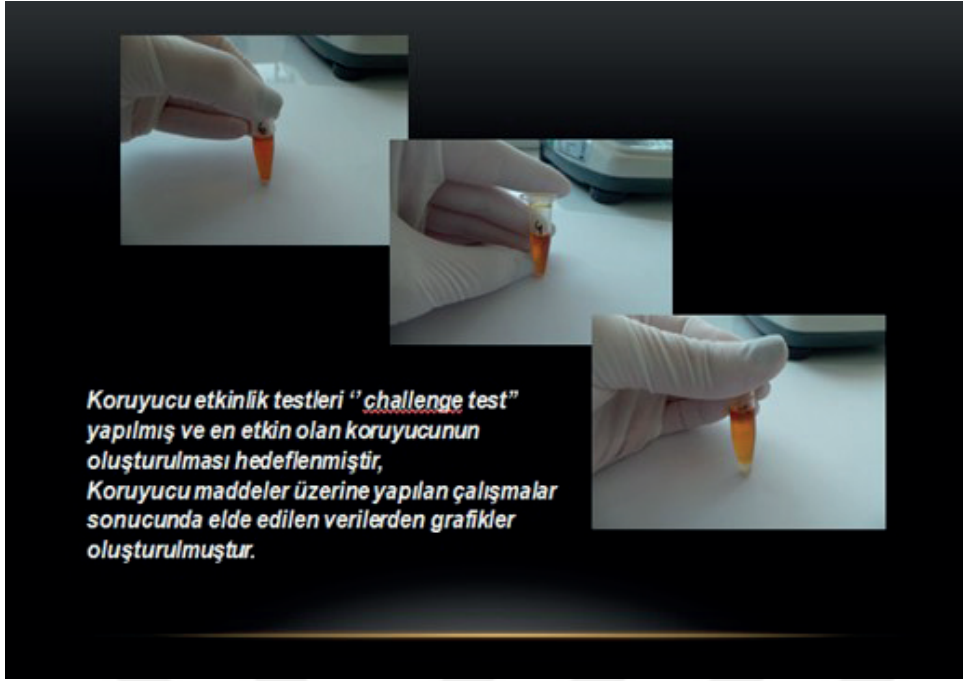 Koruyucu etkinlik testleri ‘’challenge test”
yapılmış ve en etkin olan koruyucunun
oluşturulması hedeflenmiştir,
Koruyucu maddeler üzerine yapılan çalışmalar
sonucunda elde edilen verilerden grafikler
oluşturulmuştur.